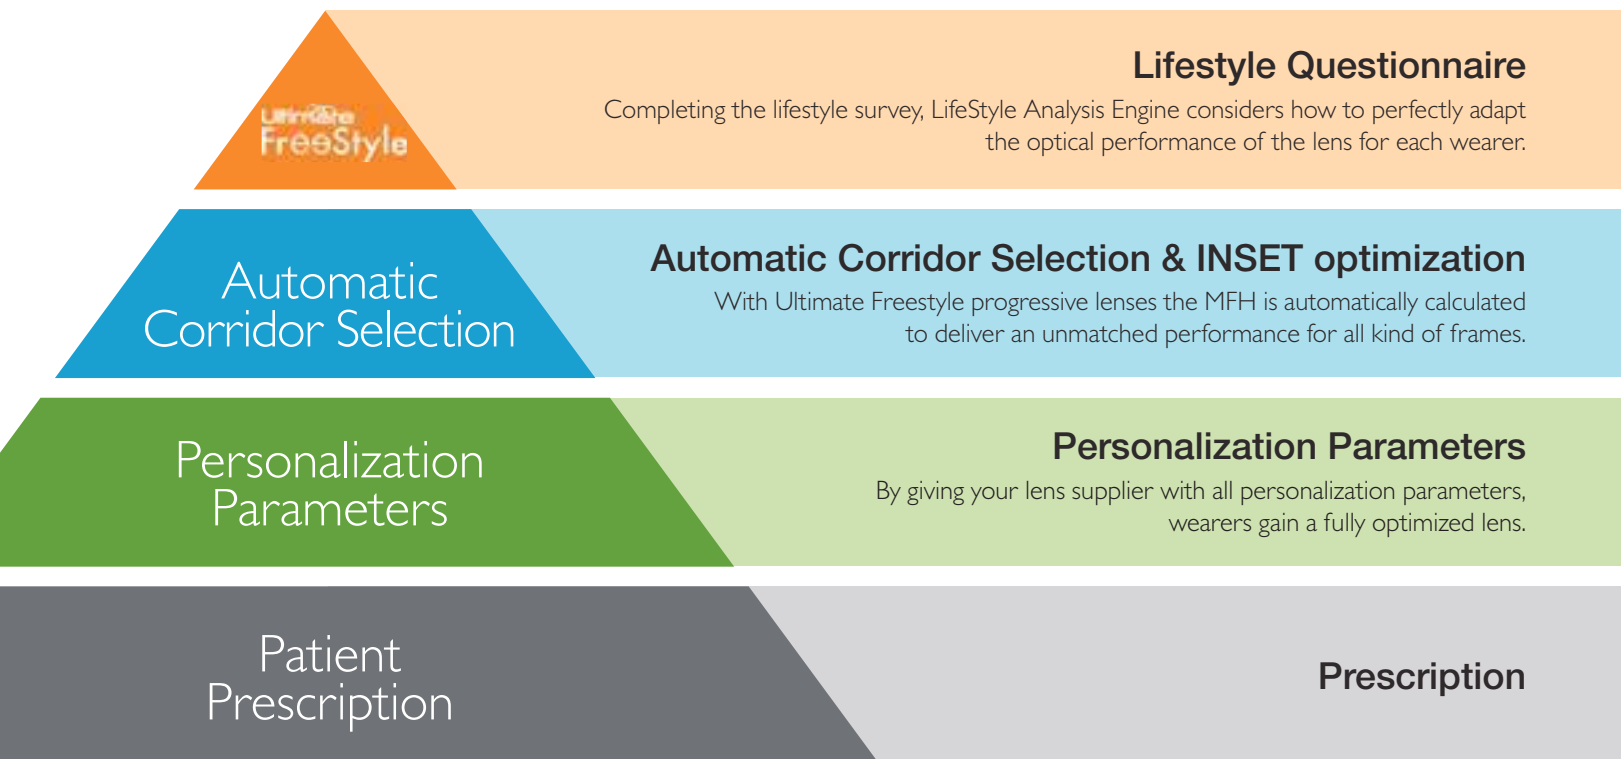 Ultimate
FreeStyle
Lifestyle Questionnaire
Completing the lifestyle survey, LifeStyle Analysis Engine considers how to perfectly adapt
the optical performance of the lens for each wearer.
Automatic
Corridor Selection
Automatic Corridor Selection & INSET optimization
With Ultimate Freestyle progressive lenses the MFH is automatically calculated
to deliver an unmatched performance for all kind of frames.
Personalization
Parameters
Personalization Parameters
By giving your lens supplier with all personalization parameters,
wearers gain a fully optimized lens.
Patient
Prescription
Prescription